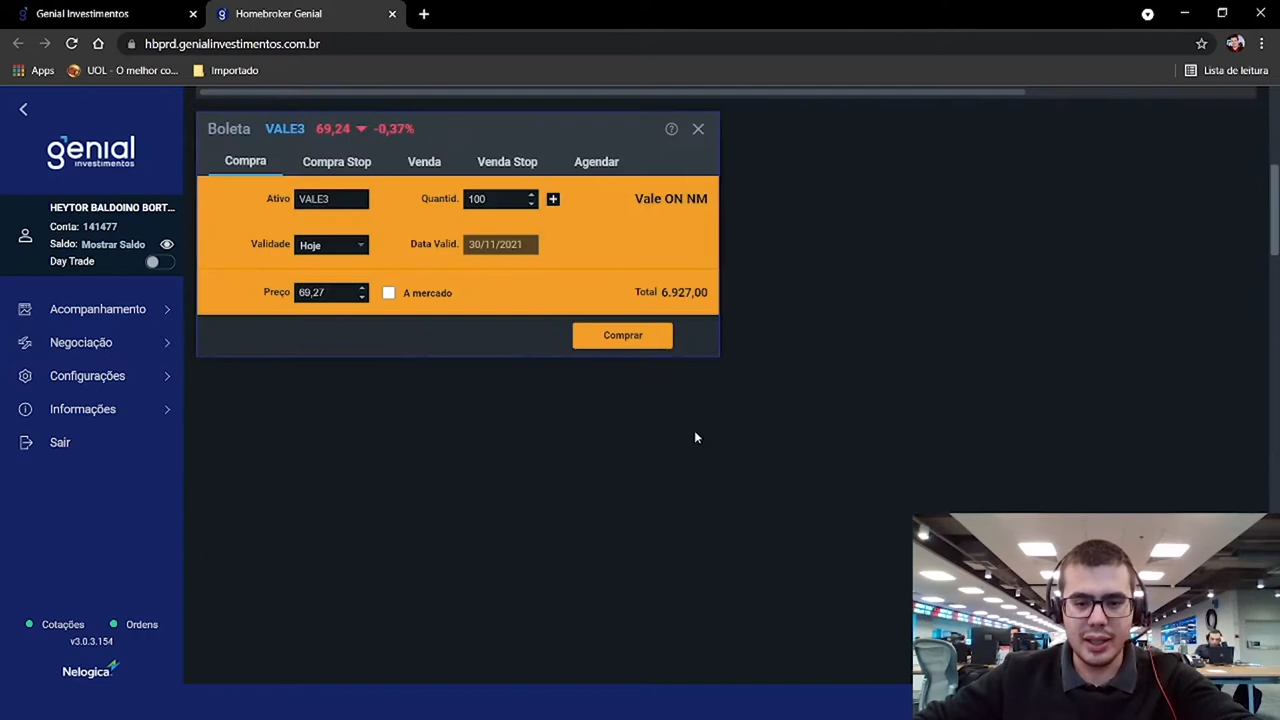 Genial Investimentos
Homebroker Genial
hbprd.genialinvestimentos.com.br
Apps
UOL - O melhor co...
Importado
Lista de leitura
genial
investimentos
HEYTOR BALDOINO BORT...
Conta: 141477
Saldo: Mostrar Saldo
Day Trade
Acompanhamento
Negociação
Configurações
Informações
Sair
Cotações
Ordens
v3.0.3.154
Nelogica
Boleta VALE3 69,24 -0,37%
Compra Compra Stop Venda Venda Stop Agendar
Ativo VALE3 Quantid. 100 Vale ON NM
Validade Hoje Data Valid. 30/11/2021
Preço 69,27 A mercado Total 6.927,00
Comprar